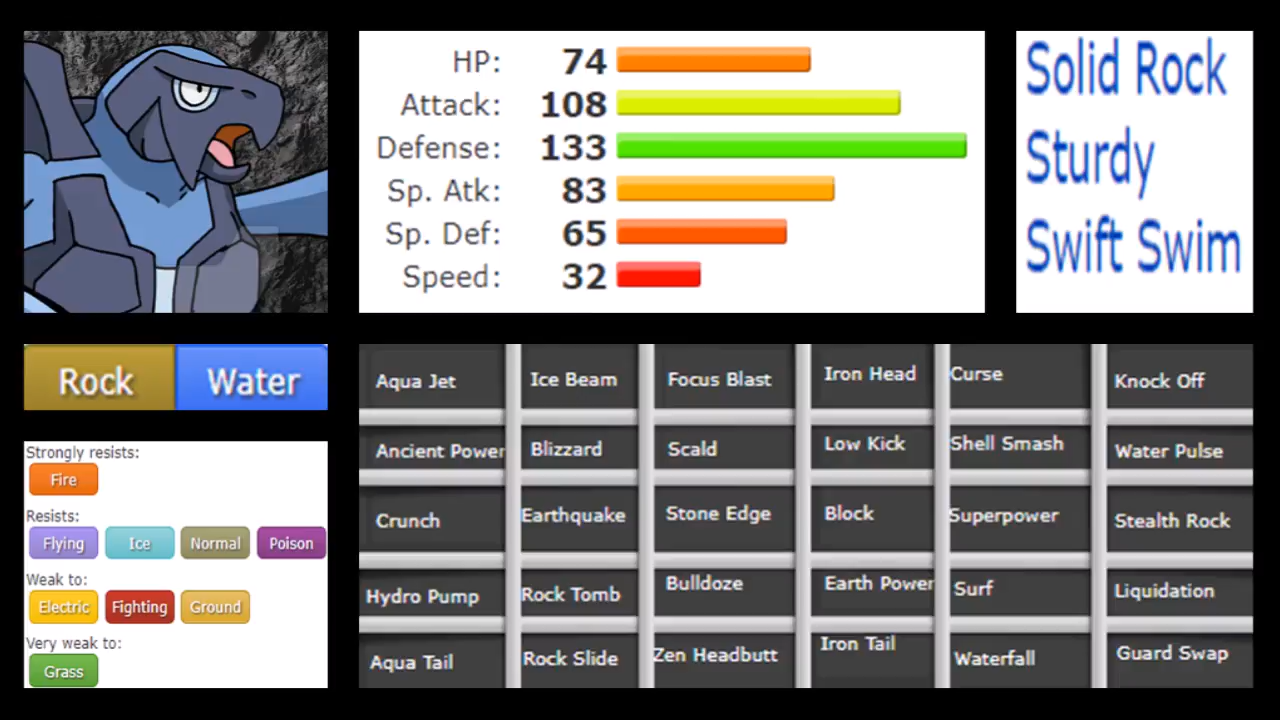 HP: 74
Attack: 108
Defense: 133
Sp. Atk: 83
Sp. Def: 65
Speed: 32
Solid Rock
Sturdy
Swift Swim
Rock Water
Strongly resists:
Fire
Resists:
Flying Ice Normal Poison
Weak to:
Electric Fighting Ground
Very weak to:
Grass
Aqua Jet Ice Beam Focus Blast Iron Head Curse Knock Off
Ancient Power Blizzard Scald Low Kick Shell Smash Water Pulse
Crunch Earthquake Stone Edge Block Superpower Stealth Rock
Hydro Pump Rock Tomb Bulldoze Earth Power Surf Liquidation
Aqua Tail Rock Slide Zen Headbutt Iron Tail Waterfall Guard Swap